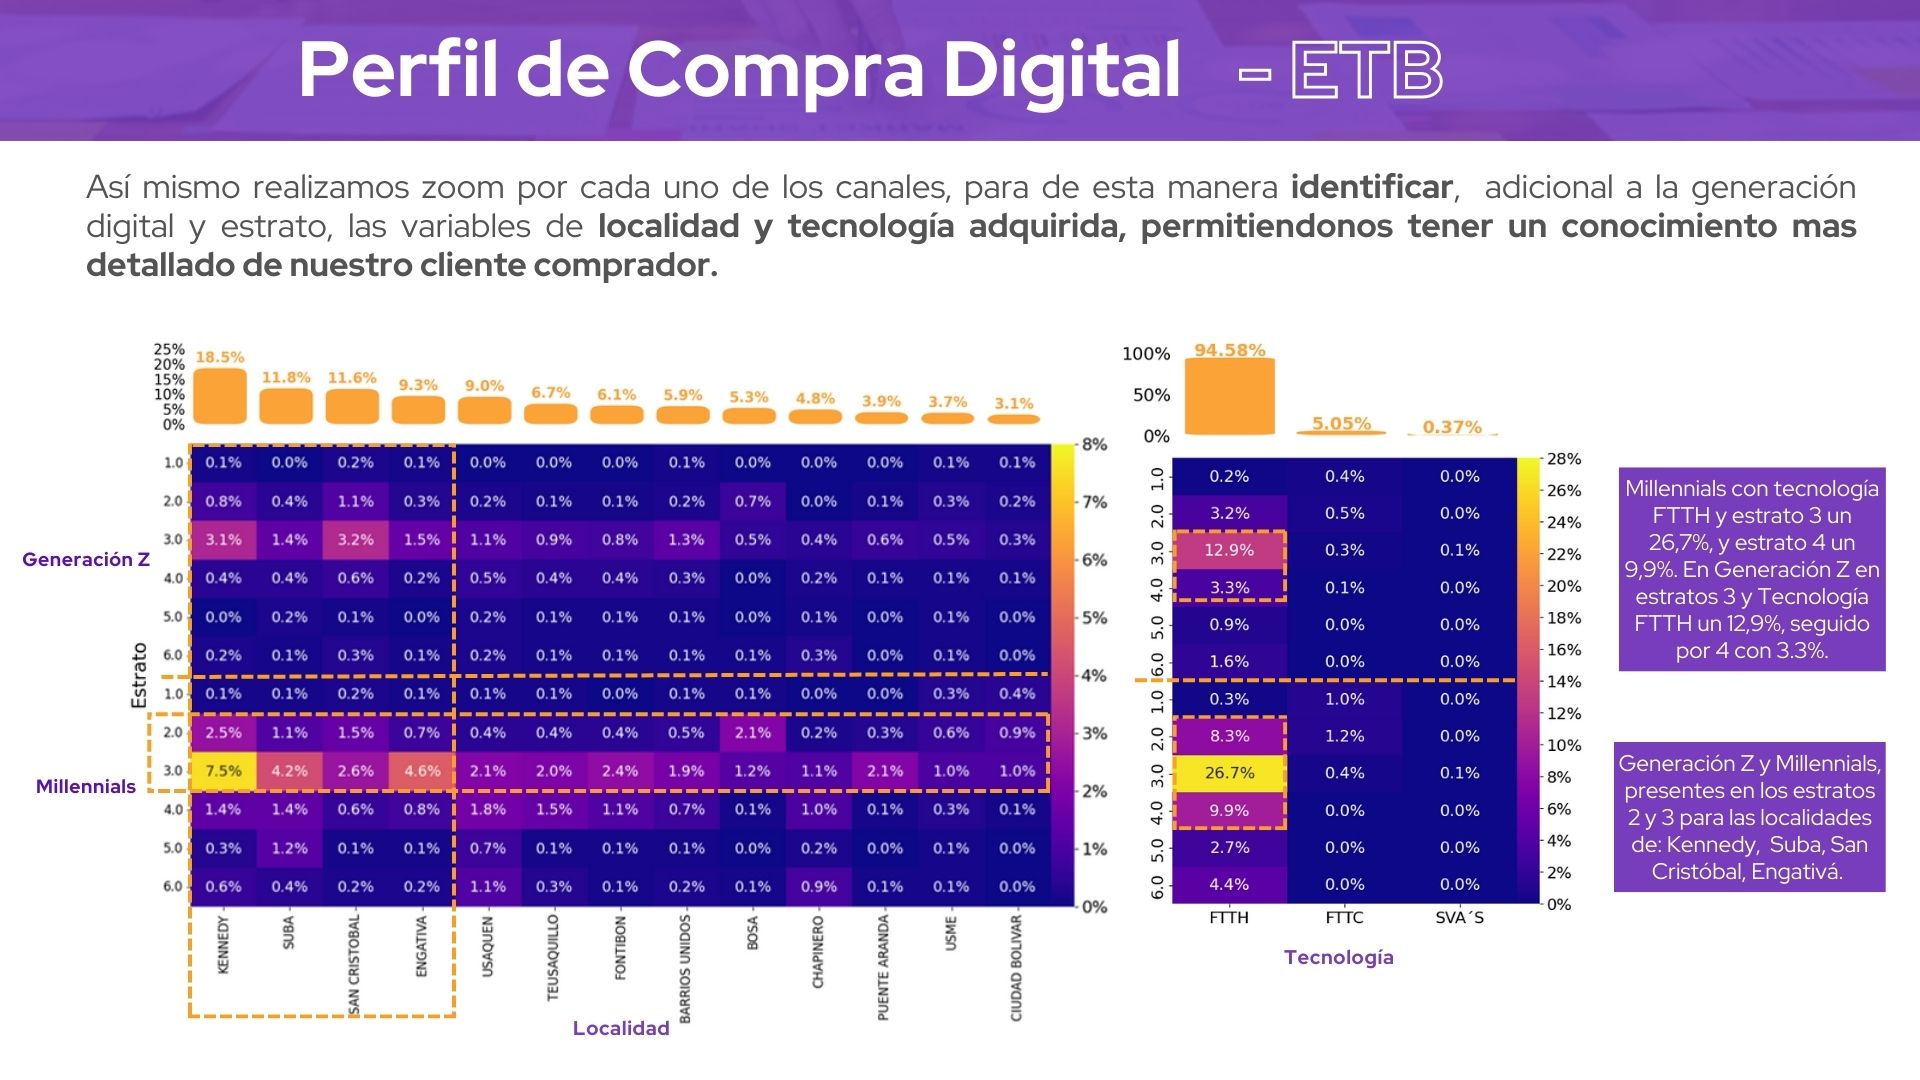 Perfil de Compra Digital - ETB
Así mismo realizamos zoom por cada uno de los canales, para de esta manera identificar, adicional a la generación
digital y estrato, las variables de localidad y tecnología adquirida, permitiendonos tener un conocimiento mas
detallado de nuestro cliente comprador.
25%
20%
15%
10%
5%
0%
18.5% 11.8% 11.6% 9.3% 9.0% 6.7% 6.1% 5.9% 5.3% 4.8% 3.9% 3.7% 3.1%
Estrato
Generación Z
1.0 0.1% 0.0% 0.2% 0.1% 0.0% 0.0% 0.0% 0.1% 0.0% 0.0% 0.0% 0.1% 0.1%
2.0 0.8% 0.4% 1.1% 0.3% 0.2% 0.1% 0.1% 0.2% 0.7% 0.0% 0.1% 0.3% 0.2%
3.0 3.1% 1.4% 3.2% 1.5% 1.1% 0.9% 0.8% 1.3% 0.5% 0.4% 0.6% 0.5% 0.3%
4.0 0.4% 0.4% 0.6% 0.2% 0.5% 0.4% 0.4% 0.3% 0.0% 0.2% 0.1% 0.1% 0.1%
5.0 0.0% 0.2% 0.1% 0.0% 0.2% 0.1% 0.1% 0.1% 0.0% 0.1% 0.0% 0.1% 0.0%
6.0 0.2% 0.1% 0.3% 0.1% 0.2% 0.1% 0.1% 0.1% 0.1% 0.3% 0.0% 0.1% 0.0%
Millennials
1.0 0.1% 0.1% 0.2% 0.1% 0.1% 0.1% 0.0% 0.1% 0.1% 0.0% 0.0% 0.3% 0.4%
2.0 2.5% 1.1% 1.5% 0.7% 0.4% 0.4% 0.4% 0.5% 2.1% 0.2% 0.3% 0.6% 0.9%
3.0 7.5% 4.2% 2.6% 4.6% 2.1% 2.0% 2.4% 1.9% 1.2% 1.1% 2.1% 1.0% 1.0%
4.0 1.4% 1.4% 0.6% 0.8% 1.8% 1.5% 1.1% 0.7% 0.1% 1.0% 0.1% 0.3% 0.1%
5.0 0.3% 1.2% 0.1% 0.1% 0.7% 0.1% 0.1% 0.1% 0.0% 0.2% 0.0% 0.1% 0.0%
6.0 0.6% 0.4% 0.2% 0.2% 1.1% 0.3% 0.1% 0.2% 0.1% 0.9% 0.1% 0.1% 0.0%
KENNEDY SUBA SAN CRISTOBAL ENGATIVA USAQUEN TEUSAQUILLO FONTIBON BARRIOS UNIDOS BOSA CHAPINERO PUENTE ARANDA USME CIUDAD BOLIVAR
Localidad
8%
7%
6%
5%
4%
3%
2%
1%
0%
100%
50%
0%
94.58% 5.05% 0.37%
1.0 0.2% 0.4% 0.0%
2.0 3.2% 0.5% 0.0%
3.0 12.9% 0.3% 0.1%
4.0 3.3% 0.1% 0.0%
5.0 0.9% 0.0% 0.0%
6.0 1.6% 0.0% 0.0%
1.0 0.3% 1.0% 0.0%
2.0 8.3% 1.2% 0.0%
3.0 26.7% 0.4% 0.1%
4.0 9.9% 0.0% 0.0%
5.0 2.7% 0.0% 0.0%
6.0 4.4% 0.0% 0.0%
FTTH FTTC SVA´S
Tecnología
28%
26%
24%
22%
20%
18%
16%
14%
12%
10%
8%
6%
4%
2%
0%
Millennials con tecnología
FTTH y estrato 3 un
26,7%, y estrato 4 un
9,9%. En Generación Z en
estratos 3 y Tecnología
FTTH un 12,9%, seguido
por 4 con 3.3%.
Generación Z y Millennials,
presentes en los estratos
2 y 3 para las localidades
de: Kennedy, Suba, San
Cristóbal, Engativá.